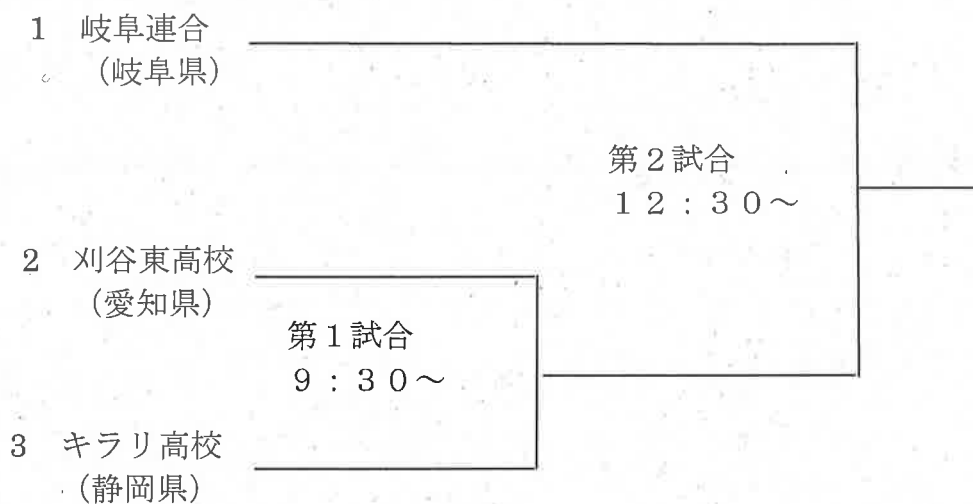 1 岐阜連合
（岐阜県）
第２試合
１２：３０～
2 刈谷東高校
（愛知県）
第１試合
９：３０～
3 キラリ高校
（静岡県）